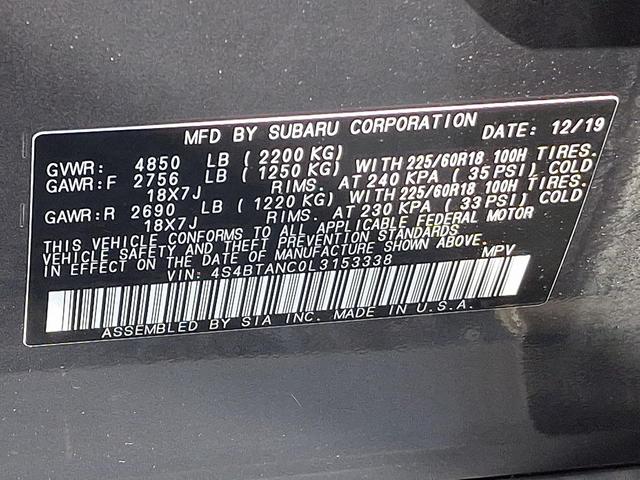 MFD BY SUBARU CORPORATION DATE: 12/19
GVWR: 4850 LB (2200 KG)
GAWR:F 2756 LB (1250 KG) WITH 225/60R18 100H TIRES.
18X7J RIMS. AT 240 KPA (35 PSI) COLD
GAWR:R 2690 LB (1220 KG) WITH 225/60R18 100H TIRES.
18X7J RIMS. AT 230 KPA (33 PSI) COLD
THIS VEHICLE CONFORMS TO ALL APPLICABLE FEDERAL MOTOR
VEHICLE SAFETY AND THEFT PREVENTION STANDARDS
IN EFFECT ON THE DATE OF MANUFACTURE SHOWN ABOVE.
VIN: 4S4BTANC0L3153338 MPV
ASSEMBLED BY SIA INC. MADE IN U.S.A.